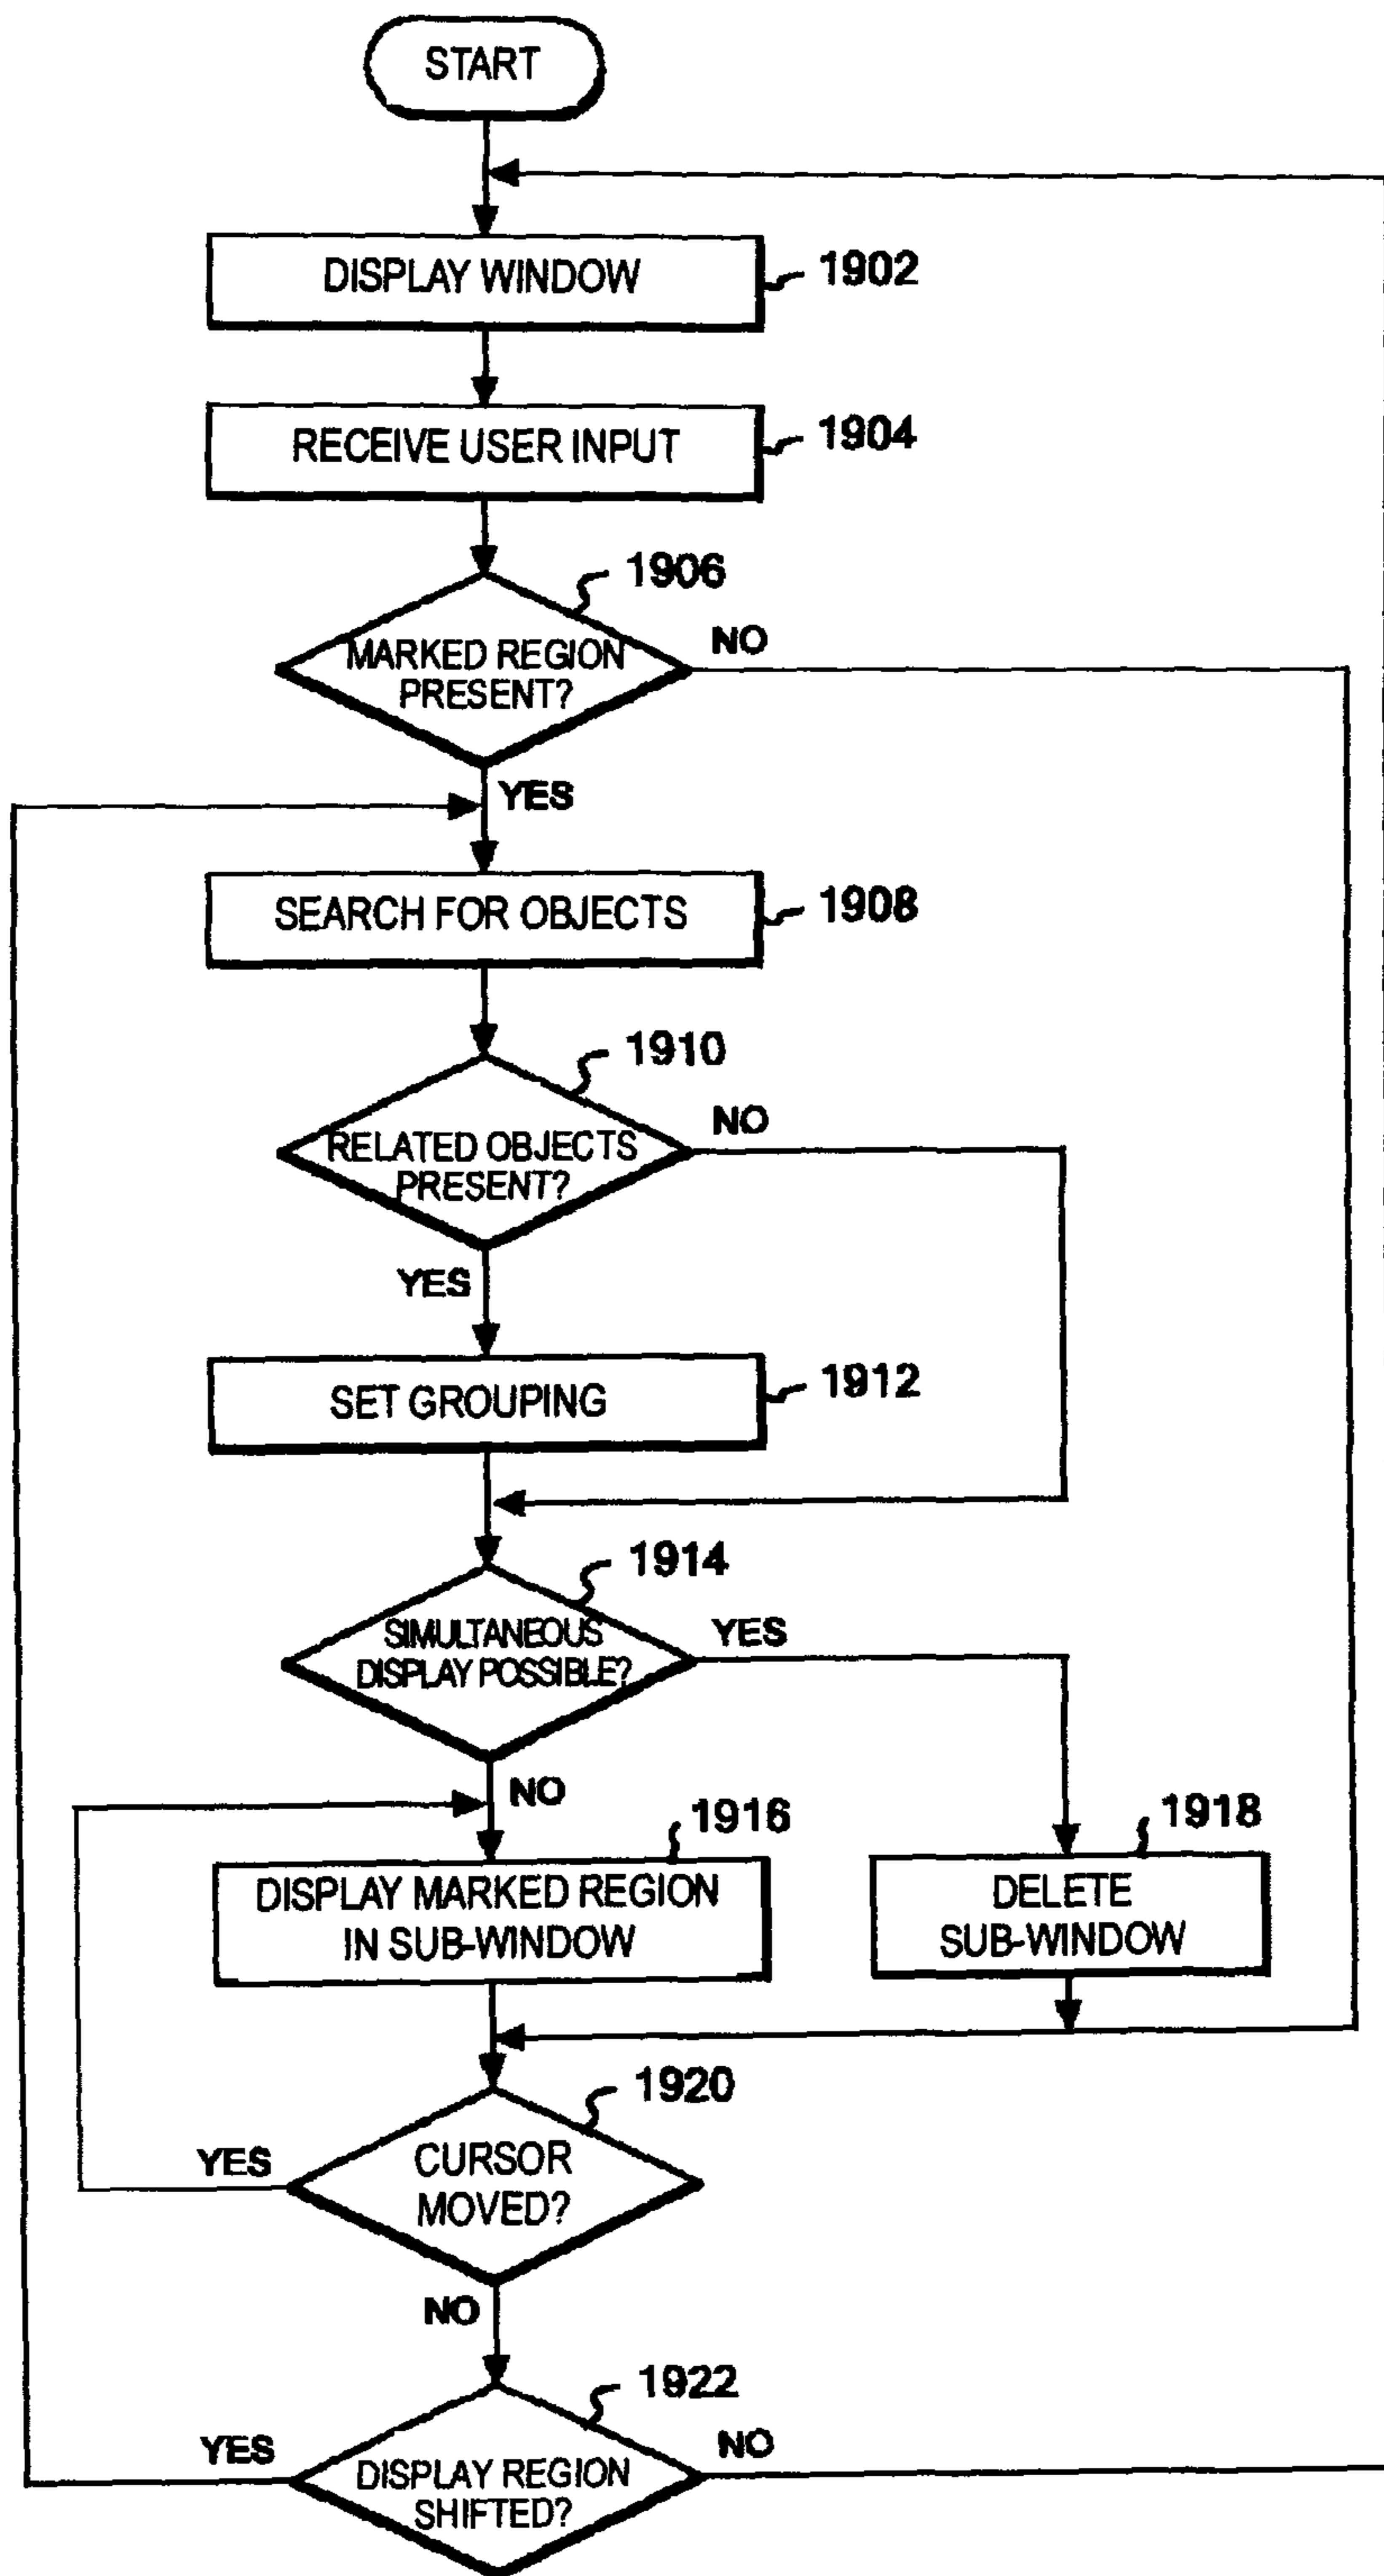 START
DISPLAY WINDOW
1902
RECEIVE USER INPUT
1904
1906
MARKED REGION
PRESENT?
NO
YES
SEARCH FOR OBJECTS
1908
1910
RELATED OBJECTS
PRESENT?
NO
YES
SET GROUPING
1912
1914
SIMULTANEOUS
DISPLAY POSSIBLE?
YES
NO
1916
DISPLAY MARKED REGION
IN SUB-WINDOW
1918
DELETE
SUB-WINDOW
1920
CURSOR
MOVED?
YES
NO
1922
DISPLAY REGION
SHIFTED?
YES
NO